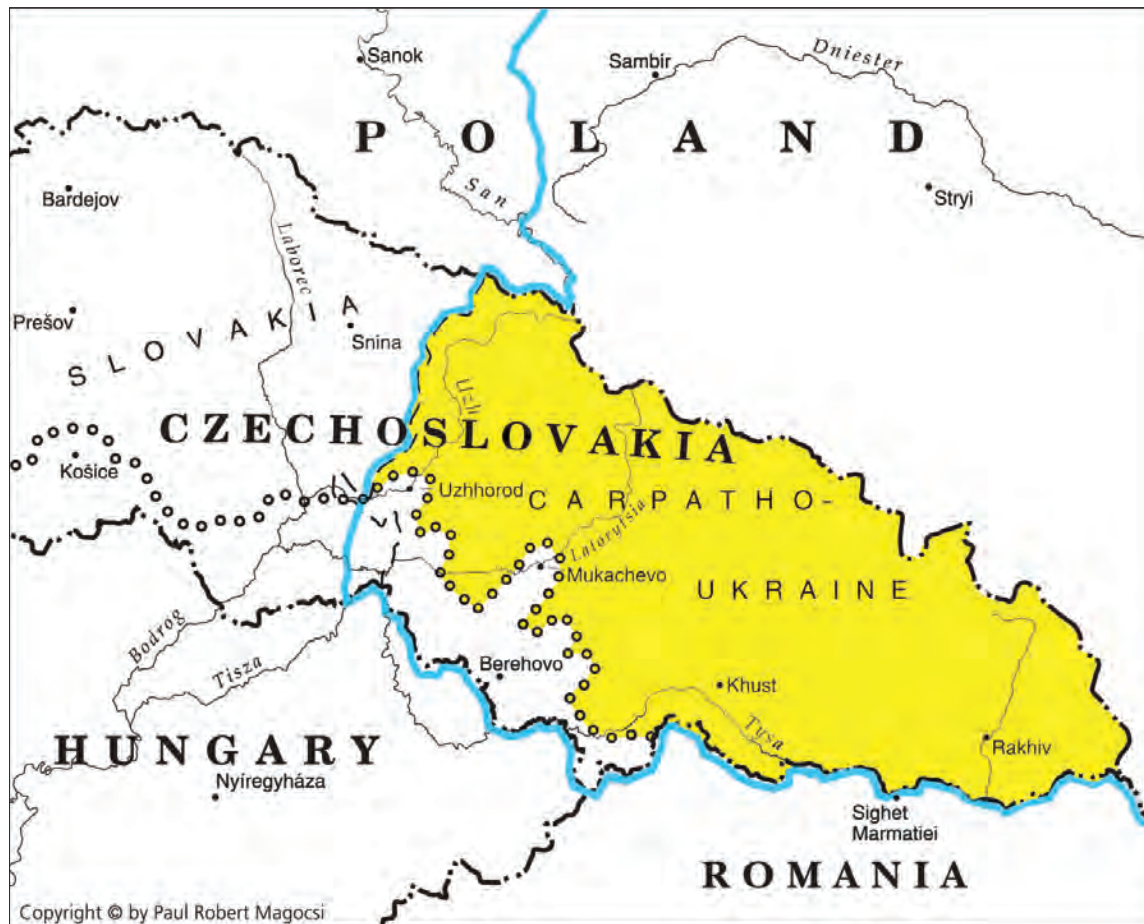 Sanok
Sambir
Dniester
POLAND
San
Bardejov
Stryi
Laborec
Prešov
SLOVAKIA
Snina
Uzh
CZECHOSLOVAKIA
Košice
Uzhhorod
CARPATHO-
UKRAINE
Latorytsia
Mukachevo
Bodrog
Tisza
Berehovo
Khust
Tysa
HUNGARY
Rakhiv
Nyíregyháza
Sighet
Marmatiei
ROMANIA
Copyright © by Paul Robert Magocsi